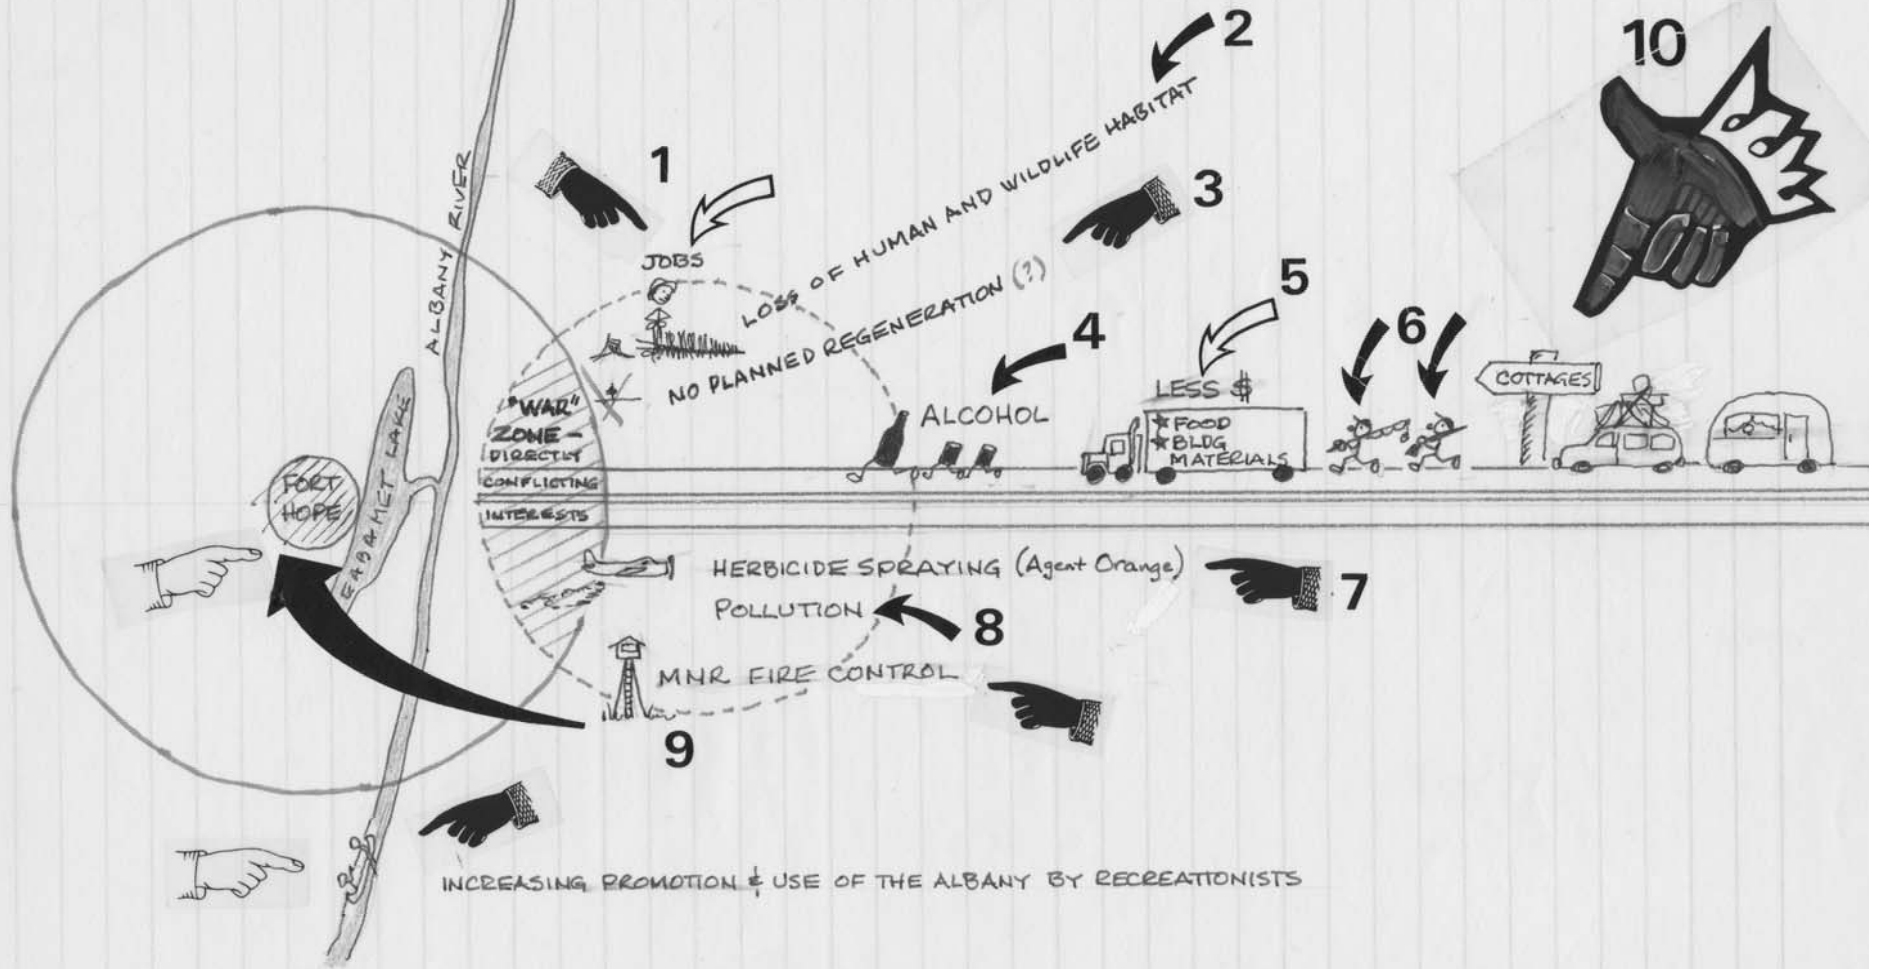 2
10
1
3
ALBANY RIVER
JOBS
LOSS OF HUMAN AND WILDLIFE HABITAT
NO PLANNED REGENERATION (?)
5
4
6
LESS $
COTTAGES
ALCOHOL
FOOD
BLDG
MATERIALS
"WAR"
ZONE -
DIRECTLY
CONFLICTING
INTERESTS
FORT
HOPE
EABAMET LAKE
HERBICIDE SPRAYING (Agent Orange)
7
POLLUTION
8
MNR FIRE CONTROL
9
INCREASING PROMOTION & USE OF THE ALBANY BY RECREATIONISTS